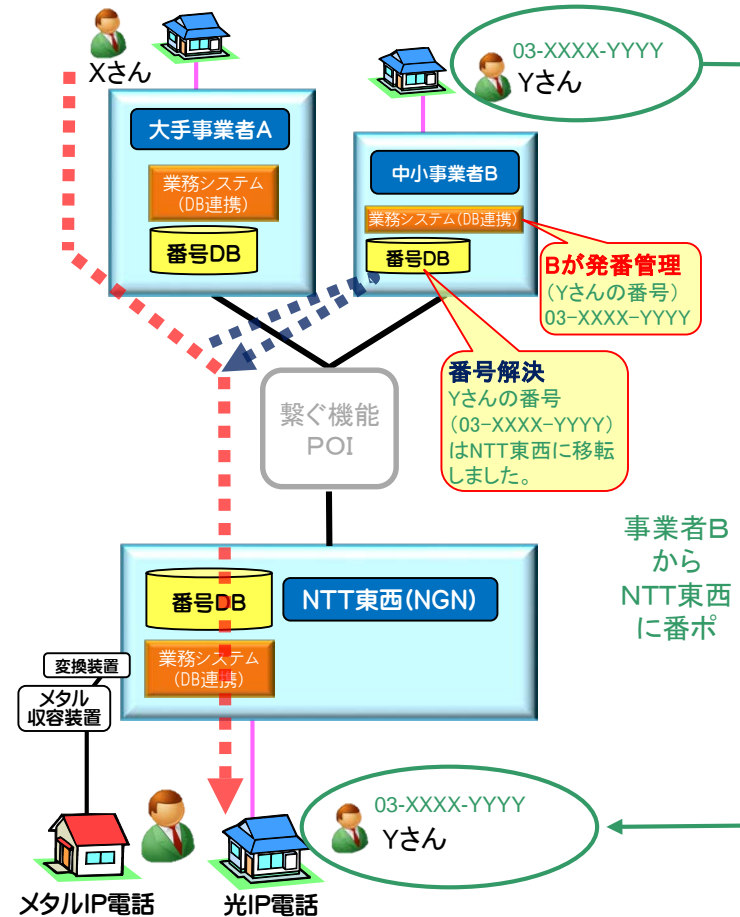 Xさん
03-XXXX-YYYY
Yさん
大手事業者A
業務システム
(DB連携)
番号DB
中小事業者B
業務システム(DB連携)
番号DB
Bが発番管理
(Yさんの番号)
03-XXXX-YYYY
番号解決
Yさんの番号
(03-XXXX-YYYY)
はNTT東西に移転
しました。
繋ぐ機能
POI
事業者B
から
NTT東西
に番ポ
番号DB
NTT東西(NGN)
業務システム
(DB連携)
変換装置
メタル
収容装置
03-XXXX-YYYY
Yさん
メタルIP電話
光IP電話